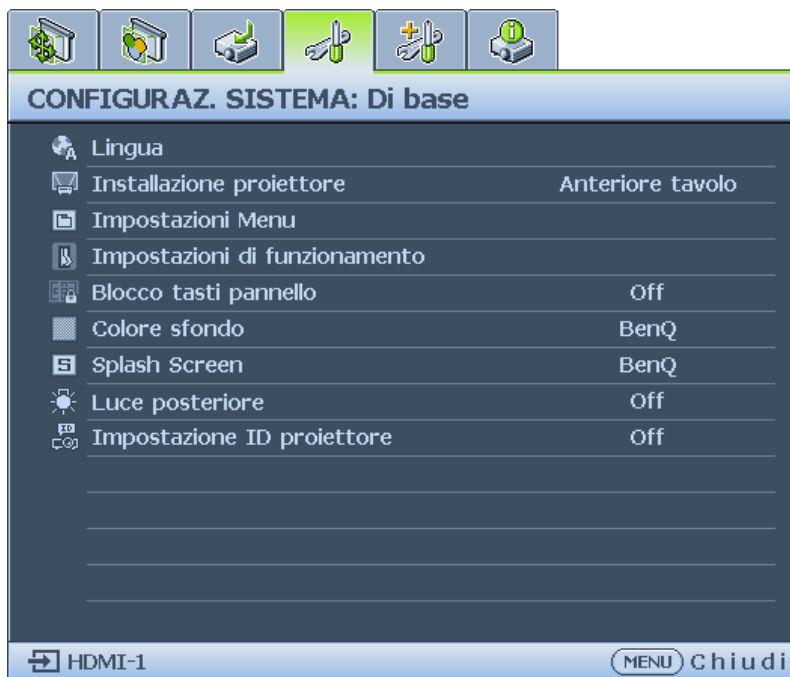 CONFIGURAZ. SISTEMA: Di base
Lingua
Installazione proiettore Anteriore tavolo
Impostazioni Menu
Impostazioni di funzionamento
Blocco tasti pannello Off
Colore sfondo BenQ
Splash Screen BenQ
Luce posteriore Off
Impostazione ID proiettore Off
HDMI-1 MENU Chiudi